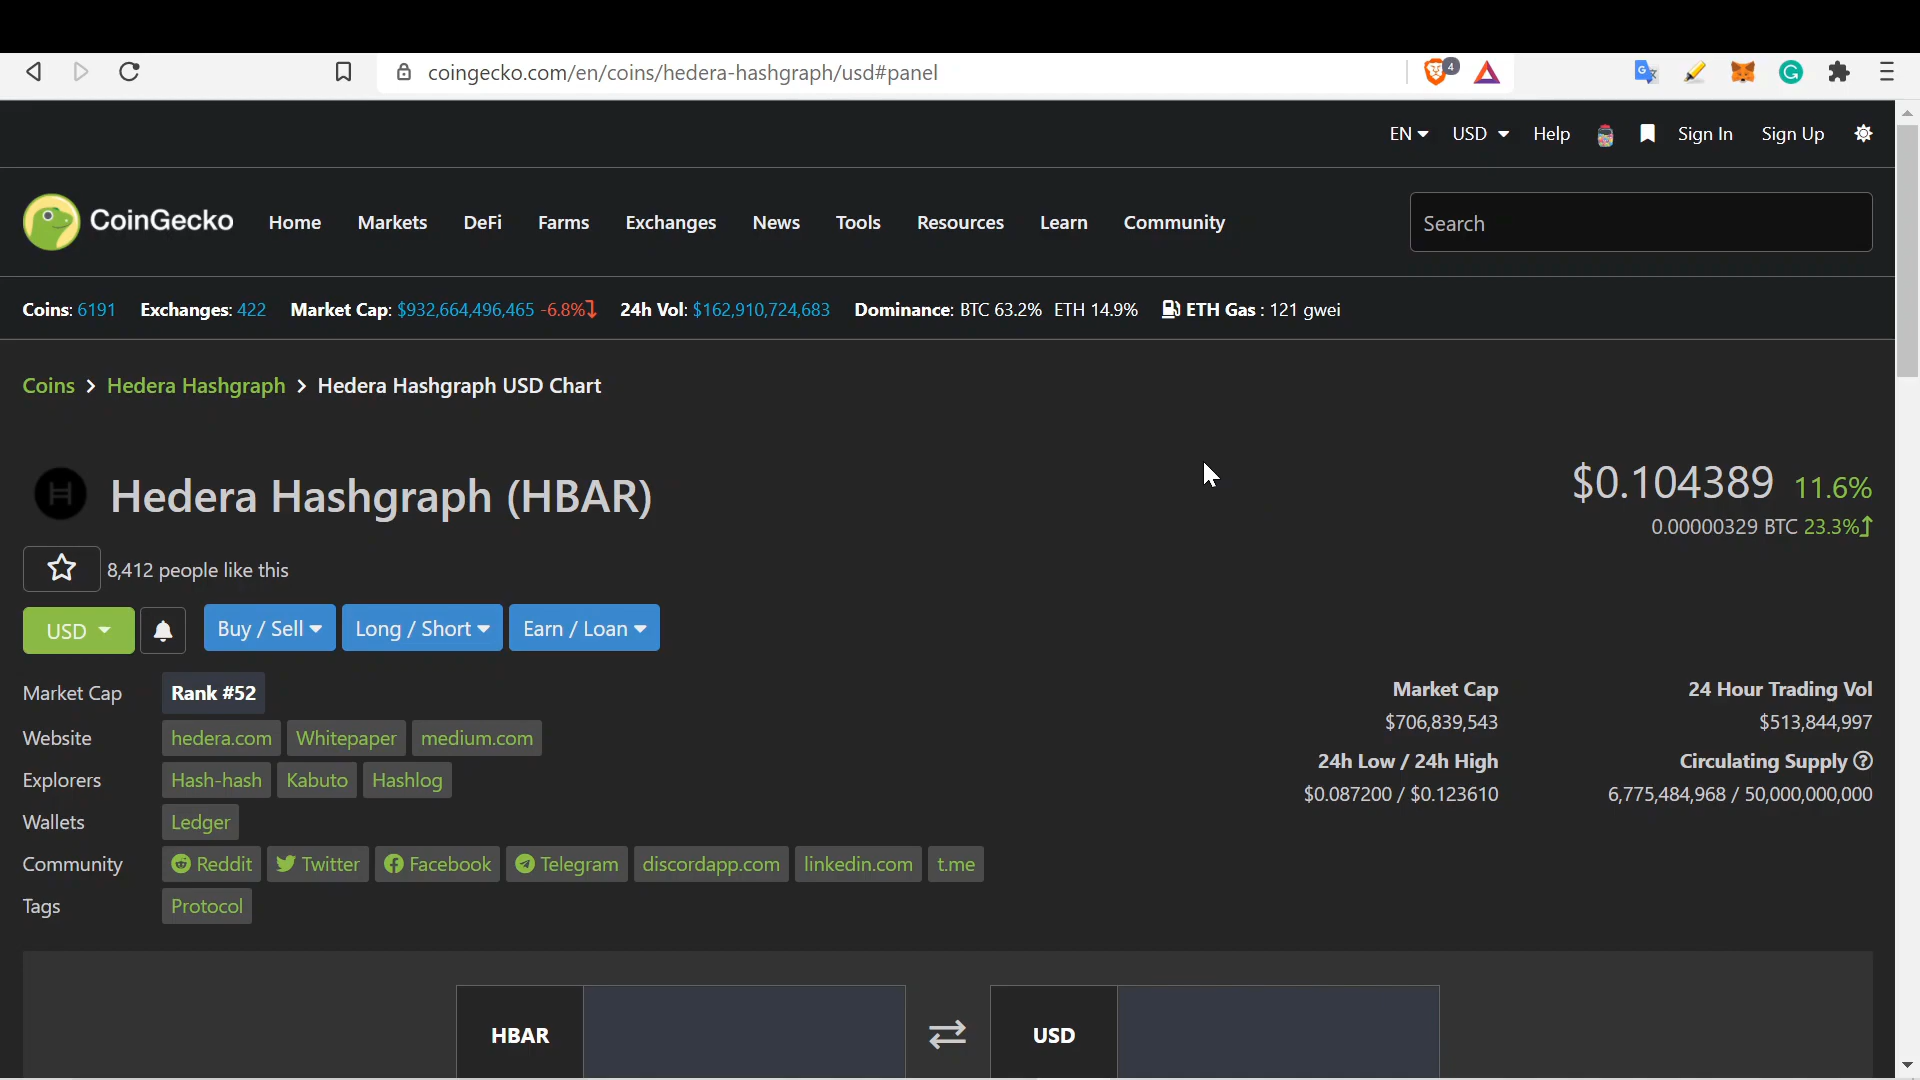 coingecko.com/en/coins/hedera-hashgraph/usd#panel
4
EN USD Help Sign In Sign Up
CoinGecko Home Markets DeFi Farms Exchanges News Tools Resources Learn Community Search
Coins: 6191 Exchanges: 422 Market Cap: $932,664,496,465 -6.8% 24h Vol: $162,910,724,683 Dominance: BTC 63.2% ETH 14.9% ETH Gas : 121 gwei
Coins > Hedera Hashgraph > Hedera Hashgraph USD Chart
H Hedera Hashgraph (HBAR)
$0.104389 11.6%
0.00000329 BTC 23.3%
8,412 people like this
USD Buy / Sell Long / Short Earn / Loan
Market Cap Rank #52
Website hedera.com Whitepaper medium.com
Explorers Hash-hash Kabuto Hashlog
Wallets Ledger
Community Reddit Twitter Facebook Telegram discordapp.com linkedin.com t.me
Tags Protocol
Market Cap 24 Hour Trading Vol
$706,839,543 $513,844,997
24h Low / 24h High Circulating Supply ?
$0.087200 / $0.123610 6,775,484,968 / 50,000,000,000
HBAR USD